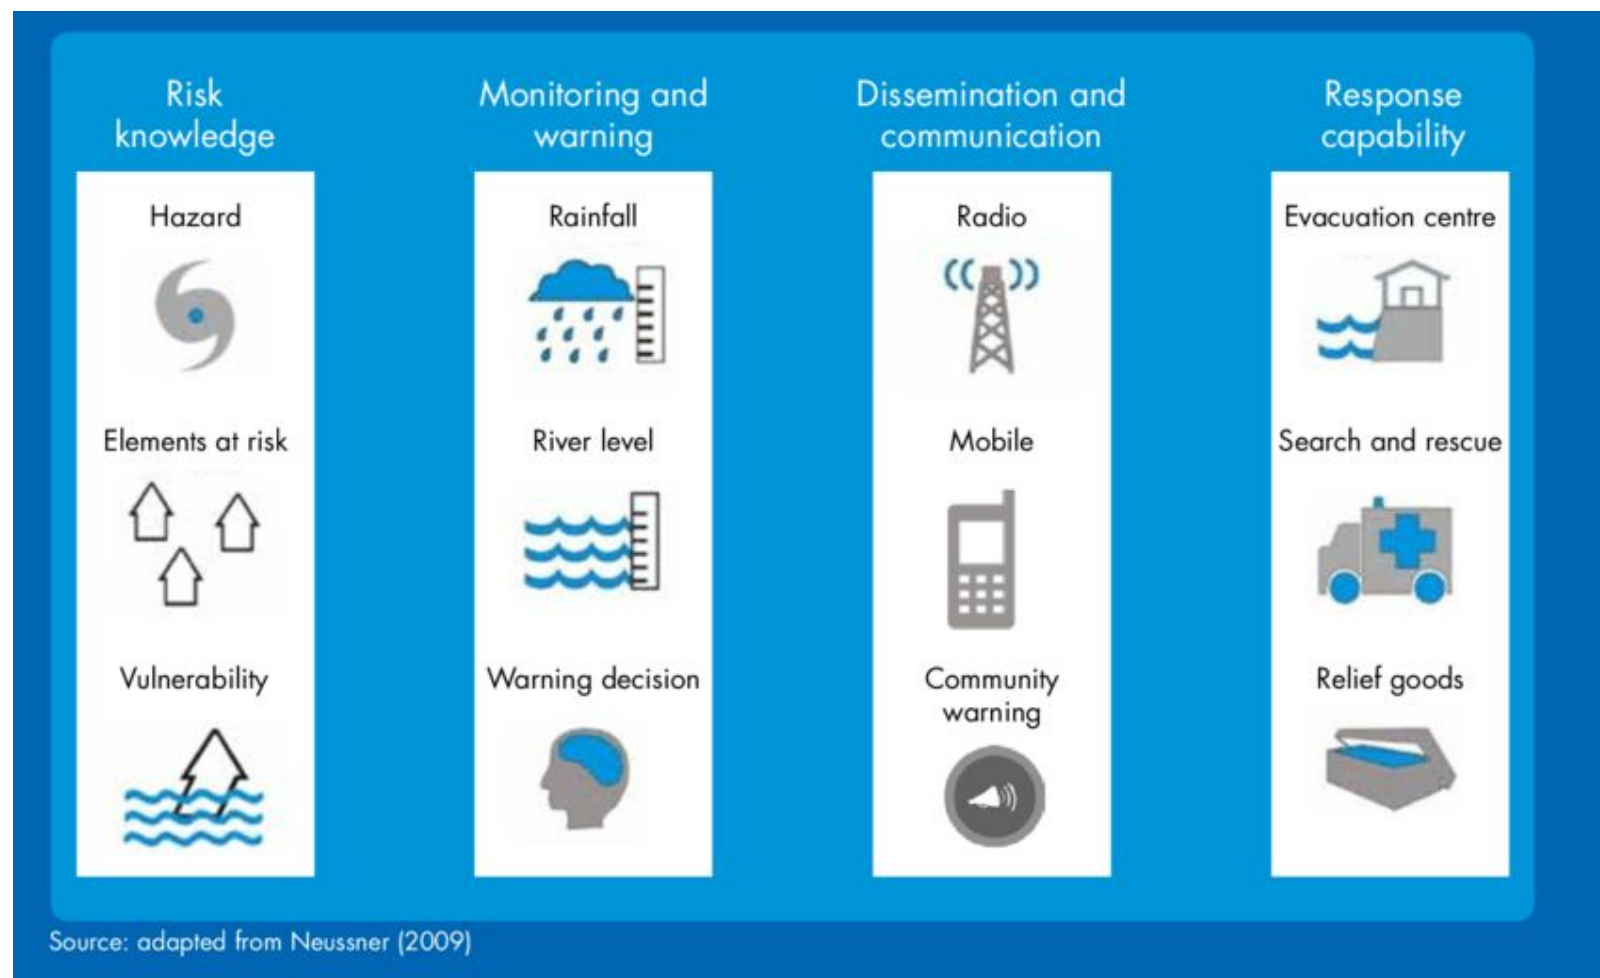 Risk
knowledge
Hazard
Elements at risk
Vulnerability
Monitoring and
warning
Rainfall
River level
Warning decision
Dissemination and
communication
Radio
Mobile
Community
warning
Response
capability
Evacuation centre
Search and rescue
Relief goods
Source: adapted from Neussner (2009)